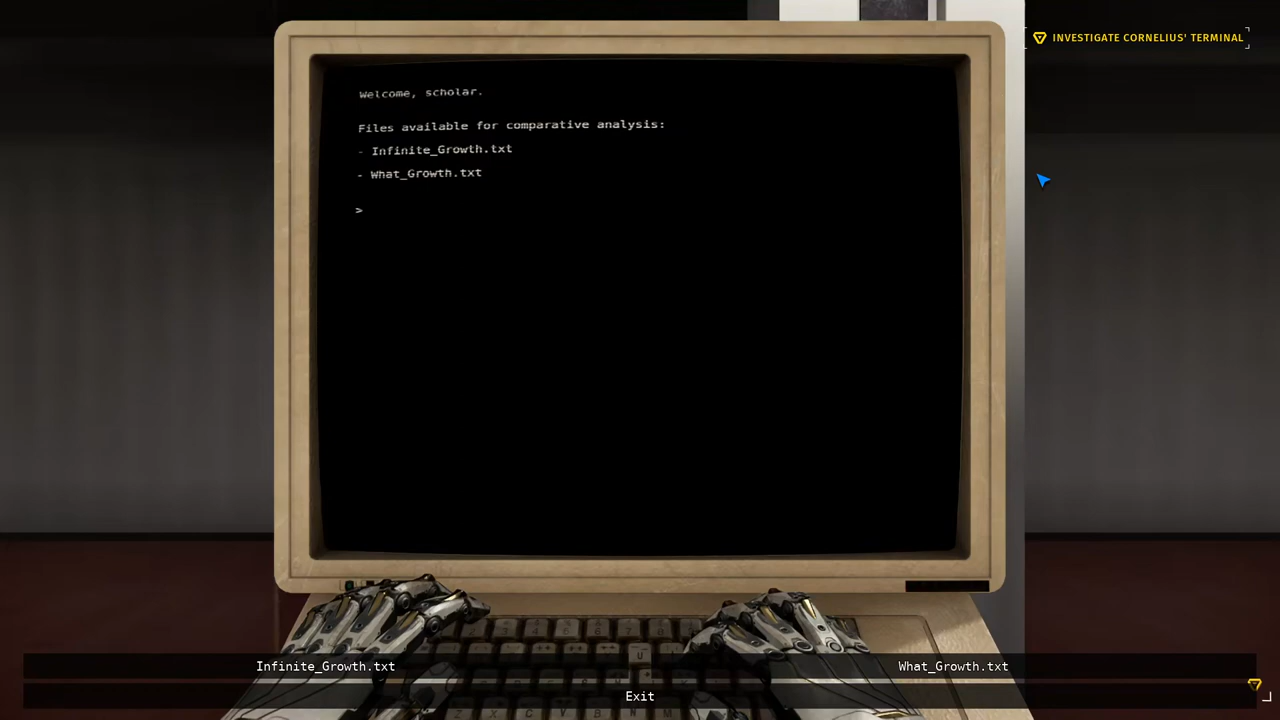 INVESTIGATE CORNELIUS' TERMINAL
Welcome, scholar.
Files available for comparative analysis:
- Infinite_Growth.txt
- What_Growth.txt
>
Infinite_Growth.txt
What_Growth.txt
Exit